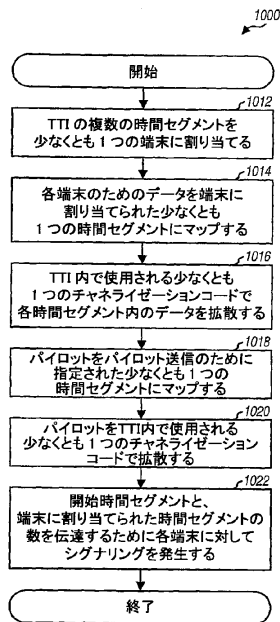 1000
開始
1012
TTIの複数の時間セグメントを
少なくとも1つの端末に割り当てる
1014
各端末のためのデータを端末に
割り当てられた少なくとも
1つの時間セグメントにマップする
1016
TTI内で使用される少なくとも
1つのチャネライゼーションコードで
各時間セグメント内のデータを拡散する
1018
パイロットをパイロット送信のために
指定された少なくとも1つの
時間セグメントにマップする
1020
パイロットをTTI内で使用される
少なくとも1つのチャネライゼーション
コードで拡散する
1022
開始時間セグメントと、
端末に割り当てられた時間セグメントの
数を伝達するために各端末に対して
シグナリングを発生する
終了